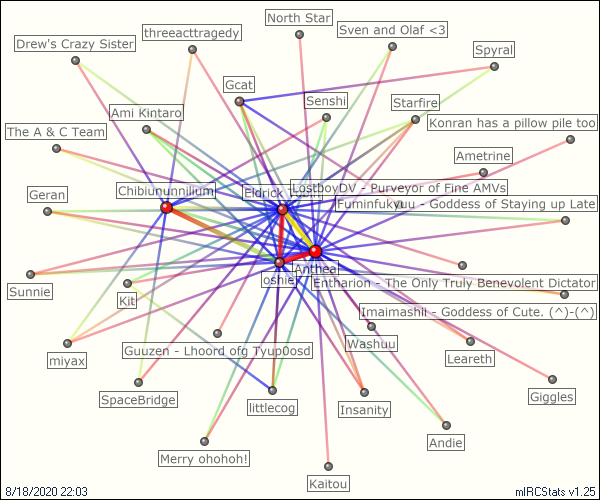 North Star
Sven and Olaf <3
threeacttragedy
Drew's Crazy Sister
Spyral
Gcat
Senshi
Starfire
Ami Kintaro
Konran has a pillow pile too
The A & C Team
Ametrine
Chibiununnilium
Eldrick
LostboyDV - Purveyor of Fine AMVs
Geran
Fuminfukyuu - Goddess of Staying up Late
Anthea
oshie
Entharion - The Only Truly Benevolent Dictator
Sunnie
Kit
Imaimashii - Goddess of Cute. (^)-(^)
Washuu
Guuzen - Lhoord ofg Tyup0osd
miyax
Leareth
SpaceBridge
littlecog
Insanity
Giggles
Andie
Merry ohohoh!
Kaitou
8/18/2020 22:03
mIRCStats v1.25